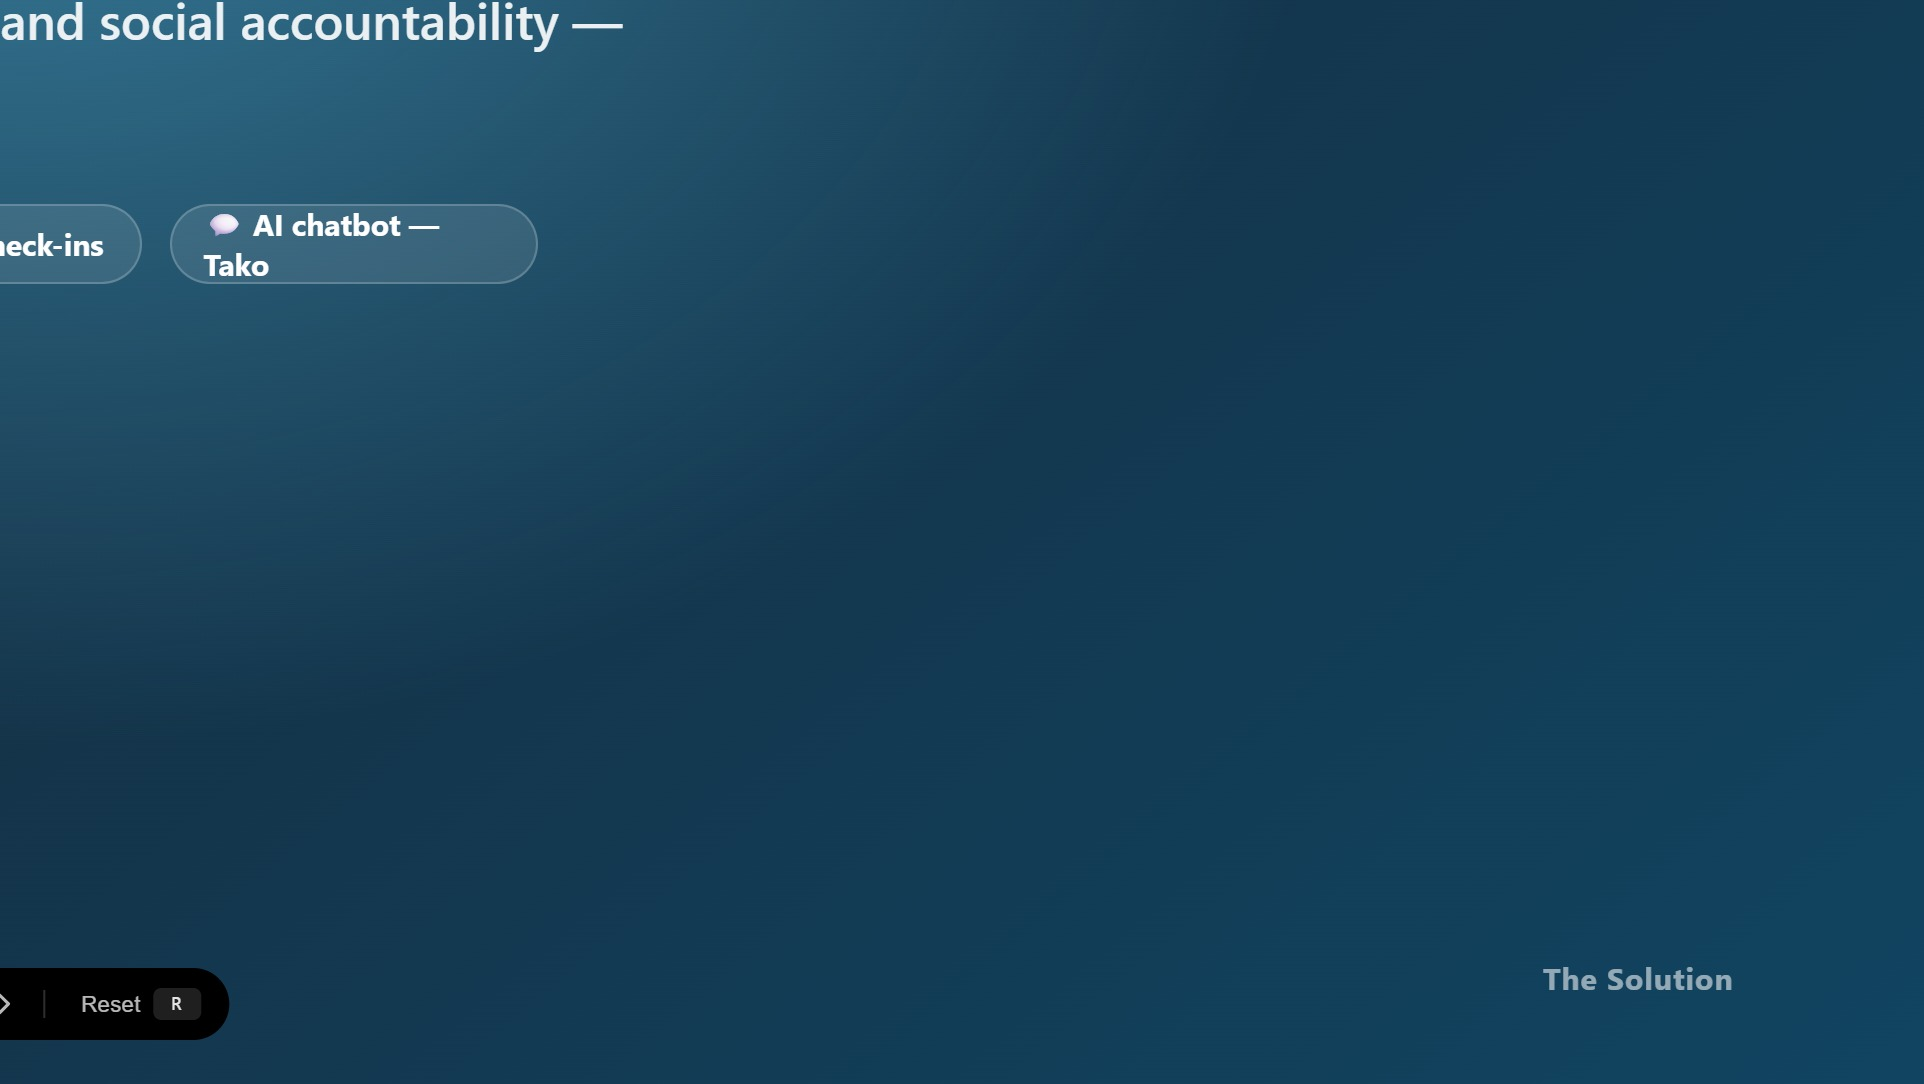 and social accountability —
eck-ins
💬 AI chatbot —
Tako
The Solution
Reset R